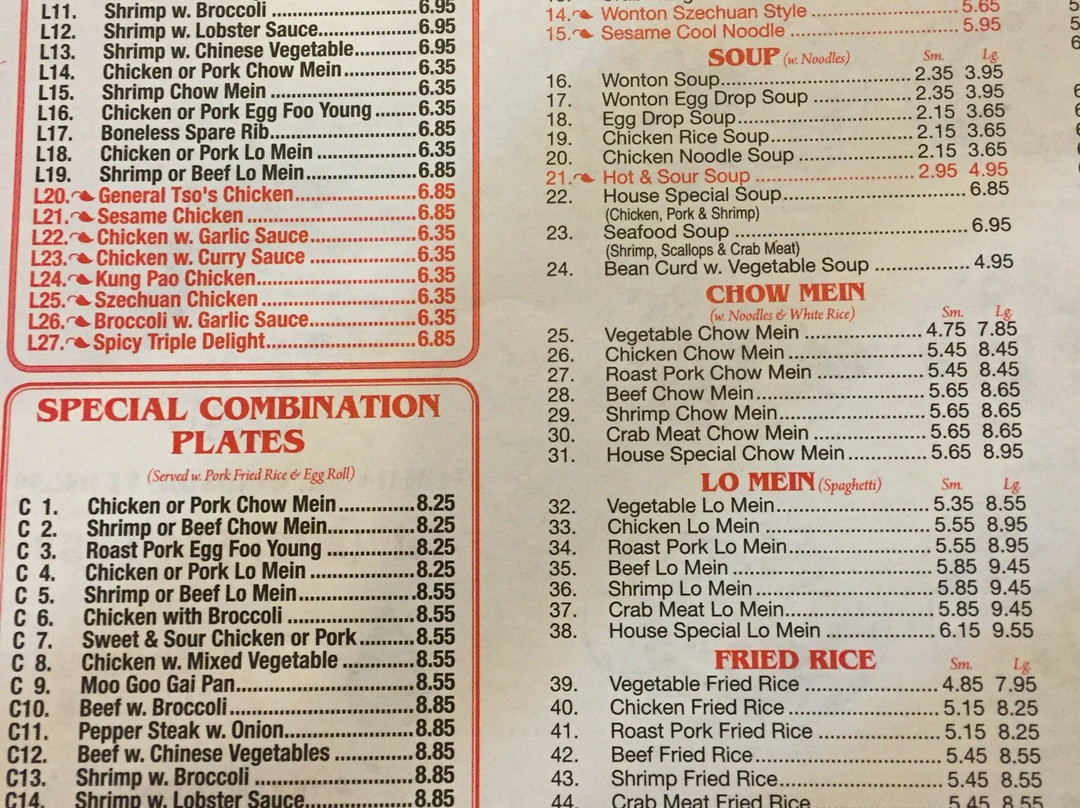 L11. Shrimp w. Broccoli 6.95
L12. Shrimp w. Lobster Sauce 6.95
L13. Shrimp w. Chinese Vegetable 6.95
L14. Chicken or Pork Chow Mein 6.35
L15. Shrimp Chow Mein 6.35
L16. Chicken or Pork Egg Foo Young 6.35
L17. Boneless Spare Rib 6.85
L18. Chicken or Pork Lo Mein 6.35
L19. Shrimp or Beef Lo Mein 6.85
L20. General Tso's Chicken 6.85
L21. Sesame Chicken 6.85
L22. Chicken w. Garlic Sauce 6.35
L23. Chicken w. Curry Sauce 6.35
L24. Kung Pao Chicken 6.35
L25. Szechuan Chicken 6.35
L26. Broccoli w. Garlic Sauce 6.35
L27. Spicy Triple Delight 6.85
SPECIAL COMBINATION
PLATES
(Served w. Pork Fried Rice & Egg Roll)
C 1. Chicken or Pork Chow Mein 8.25
C 2. Shrimp or Beef Chow Mein 8.25
C 3. Roast Pork Egg Foo Young 8.25
C 4. Chicken or Pork Lo Mein 8.25
C 5. Shrimp or Beef Lo Mein 8.55
C 6. Chicken with Broccoli 8.55
C 7. Sweet & Sour Chicken or Pork 8.55
C 8. Chicken w. Mixed Vegetable 8.55
C 9. Moo Goo Gai Pan 8.55
C10. Beef w. Broccoli 8.85
C11. Pepper Steak w. Onion 8.85
C12. Beef w. Chinese Vegetables 8.85
C13. Shrimp w. Broccoli 8.85
C14. Shrimp w. Lobster Sauce 8.85
14. Wonton Szechuan Style 5.65
15. Sesame Cool Noodle 5.95
SOUP (w. Noodles) Sm. Lg.
16. Wonton Soup 2.35 3.95
17. Wonton Egg Drop Soup 2.35 3.95
18. Egg Drop Soup 2.15 3.65
19. Chicken Rice Soup 2.15 3.65
20. Chicken Noodle Soup 2.15 3.65
21. Hot & Sour Soup 2.95 4.95
22. House Special Soup 6.85
(Chicken, Pork & Shrimp)
23. Seafood Soup 6.95
(Shrimp, Scallops & Crab Meat)
24. Bean Curd w. Vegetable Soup 4.95
CHOW MEIN
(w. Noodles & White Rice) Sm. Lg.
25. Vegetable Chow Mein 4.75 7.85
26. Chicken Chow Mein 5.45 8.45
27. Roast Pork Chow Mein 5.45 8.45
28. Beef Chow Mein 5.65 8.65
29. Shrimp Chow Mein 5.65 8.65
30. Crab Meat Chow Mein 5.65 8.65
31. House Special Chow Mein 5.65 8.95
LO MEIN (Spaghetti) Sm. Lg.
32. Vegetable Lo Mein 5.35 8.55
33. Chicken Lo Mein 5.55 8.95
34. Roast Pork Lo Mein 5.55 8.95
35. Beef Lo Mein 5.85 9.45
36. Shrimp Lo Mein 5.85 9.45
37. Crab Meat Lo Mein 5.85 9.45
38. House Special Lo Mein 6.15 9.55
FRIED RICE Sm. Lg.
39. Vegetable Fried Rice 4.85 7.95
40. Chicken Fried Rice 5.15 8.25
41. Roast Pork Fried Rice 5.15 8.25
42. Beef Fried Rice 5.45 8.55
43. Shrimp Fried Rice 5.45 8.55
44. Crab Meat Fried Rice 5.45 8.55